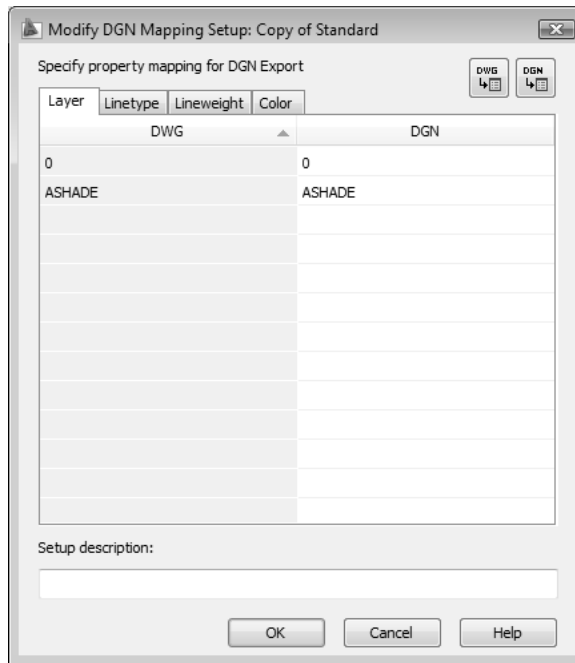 Modify DGN Mapping Setup: Copy of Standard
Specify property mapping for DGN Export
DWG DGN
Layer Linetype Lineweight Color
DWG DGN
0 0
ASHADE ASHADE
Setup description:
OK Cancel Help